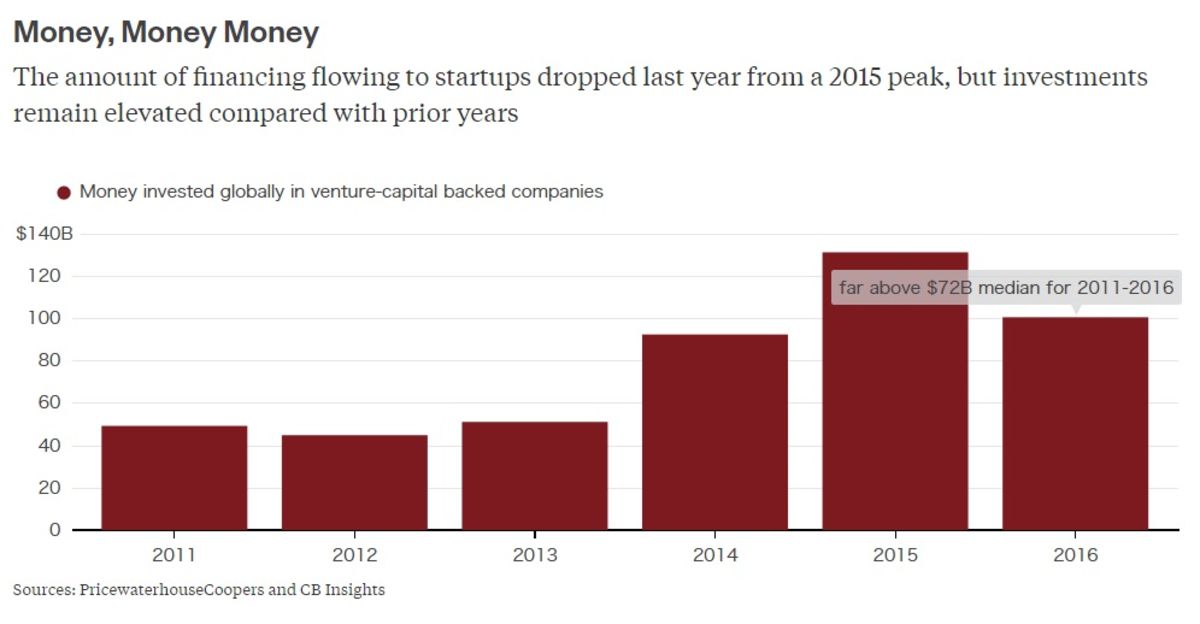 Money, Money Money
The amount of financing flowing to startups dropped last year from a 2015 peak, but investments
remain elevated compared with prior years
Money invested globally in venture-capital backed companies
$140B
120
100
80
60
40
20
0
far above $72B median for 2011-2016
2011 2012 2013 2014 2015 2016
Sources: PricewaterhouseCoopers and CB Insights